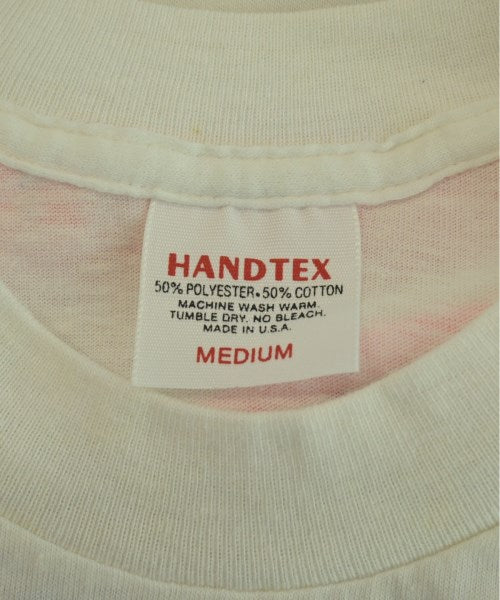 HANDTEX
50% POLYESTER • 50% COTTON
MACHINE WASH WARM.
TUMBLE DRY. NO BLEACH.
MADE IN U.S.A.
MEDIUM